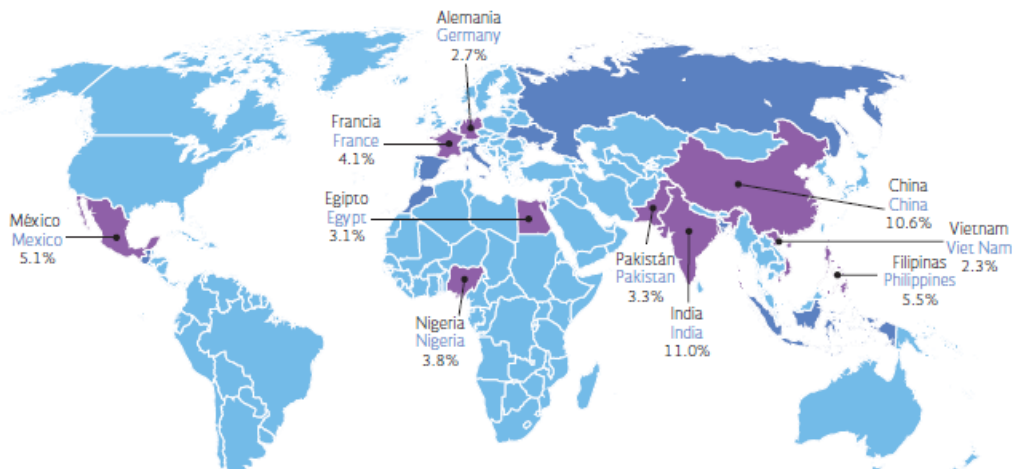 Alemania
Germany
2.7%
Francia
France
4.1%
Egipto
Egypt
3.1%
México
Mexico
5.1%
Nigeria
Nigeria
3.8%
Pakistán
Pakistan
3.3%
India
India
11.0%
China
China
10.6%
Vietnam
Viet Nam
2.3%
Filipinas
Philippines
5.5%